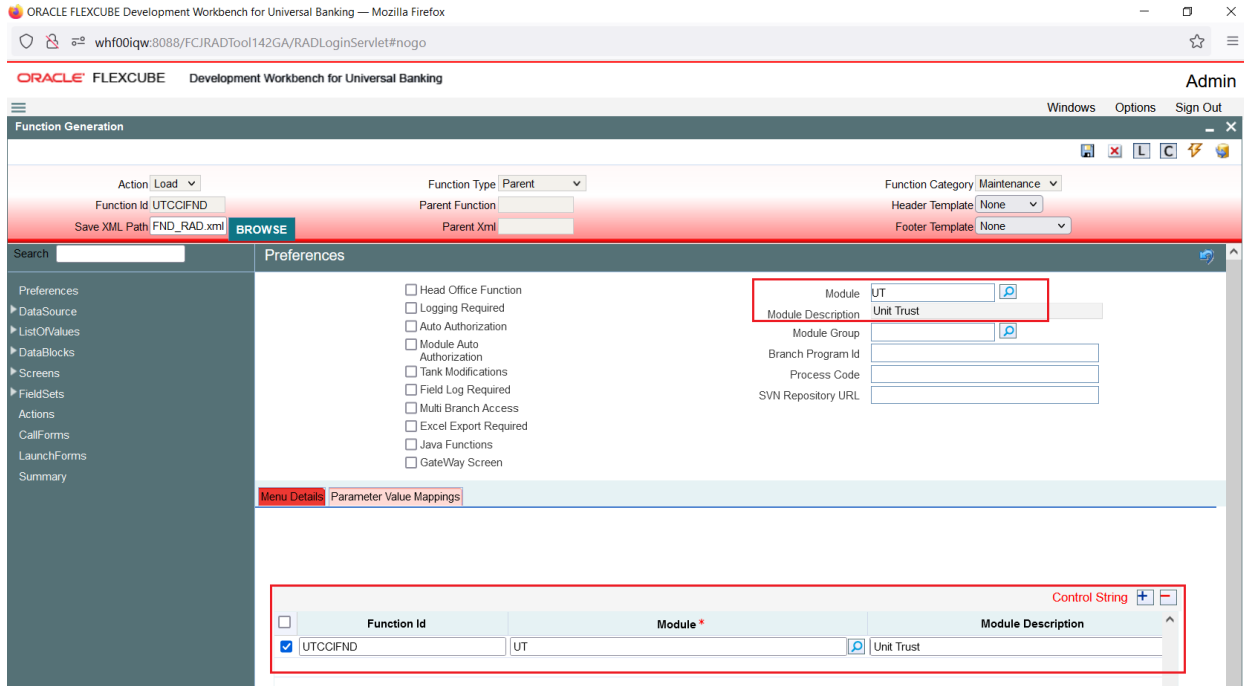 ORACLE FLEXCUBE Development Workbench for Universal Banking — Mozilla Firefox
whf00iqw:8088/FCJRADTool142GA/RADLoginServlet#nogo
ORACLE FLEXCUBE Development Workbench for Universal Banking
Admin
Windows Options Sign Out
Function Generation
L C
Action Load Function Type Parent Function Category Maintenance
Function Id UTCCIFND Parent Function Header Template None
Save XML Path FND_RAD.xml BROWSE Parent Xml Footer Template None
Search
Preferences
Preferences
DataSource
ListOfValues
DataBlocks
Screens
FieldSets
Actions
CallForms
LaunchForms
Summary
Head Office Function
Logging Required
Auto Authorization
Module Auto
Authorization
Tank Modifications
Field Log Required
Multi Branch Access
Excel Export Required
Java Functions
GateWay Screen
Module UT
Module Description Unit Trust
Module Group
Branch Program Id
Process Code
SVN Repository URL
Menu Details Parameter Value Mappings
Control String
Function Id Module * Module Description
UTCCIFND UT Unit Trust